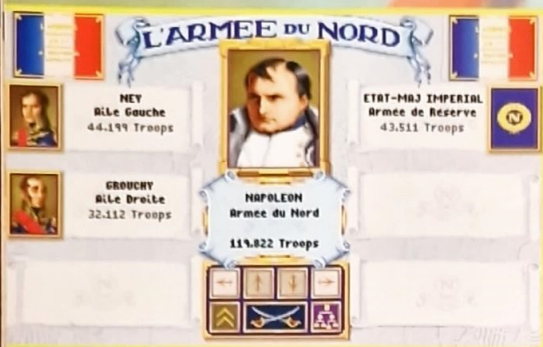 L'ARMEE DU NORD
NEY
Aile Gauche
44.199 Troops
ETAT-MAJ IMPERIAL
Armée de Reserve
43.511 Troops
N
GROUCHY
Aile Droite
32.112 Troops
NAPOLEON
Armee du Nord
119.822 Troops